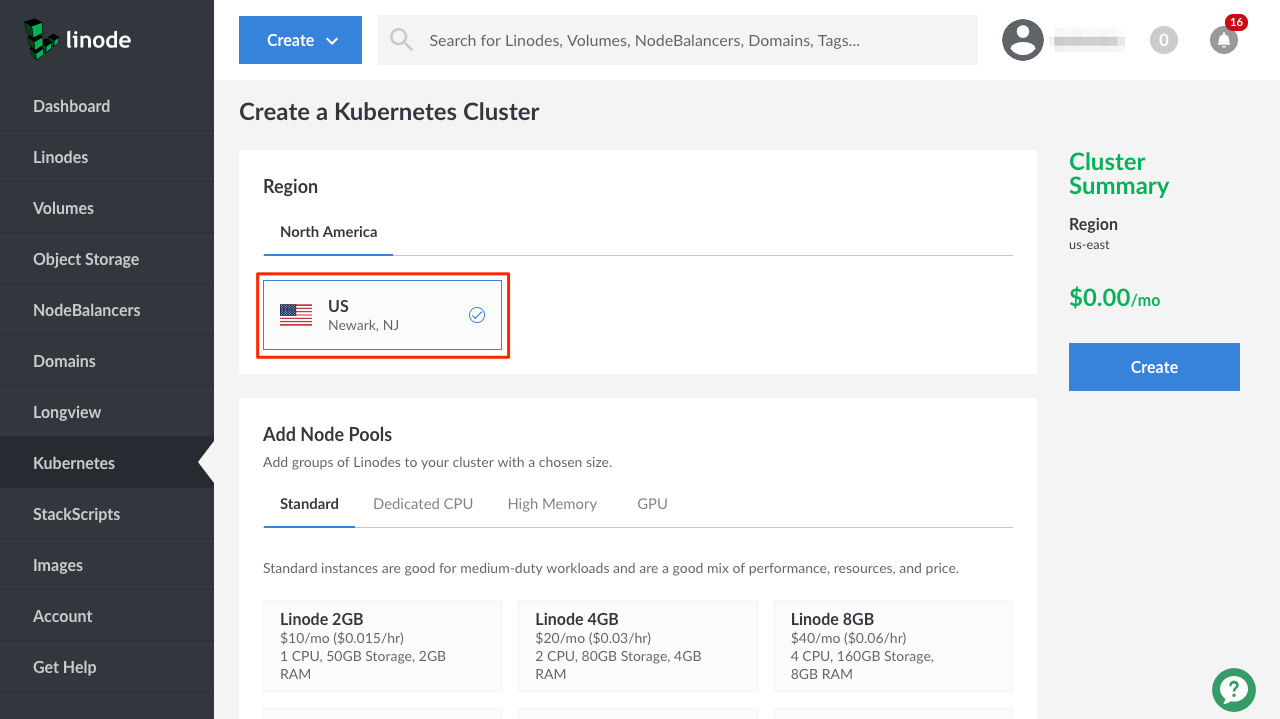 linode
Create
Search for Linodes, Volumes, NodeBalancers, Domains, Tags...
0
16
Dashboard
Linodes
Volumes
Object Storage
NodeBalancers
Domains
Longview
Kubernetes
StackScripts
Images
Account
Get Help
Create a Kubernetes Cluster
Region
North America
US
Newark, NJ
Add Node Pools
Add groups of Linodes to your cluster with a chosen size.
Standard Dedicated CPU High Memory GPU
Standard instances are good for medium-duty workloads and are a good mix of performance, resources, and price.
Linode 2GB
$10/mo ($0.015/hr)
1 CPU, 50GB Storage, 2GB
RAM
Linode 4GB
$20/mo ($0.03/hr)
2 CPU, 80GB Storage, 4GB
RAM
Linode 8GB
$40/mo ($0.06/hr)
4 CPU, 160GB Storage,
8GB RAM
Cluster
Summary
Region
us-east
$0.00/mo
Create
?